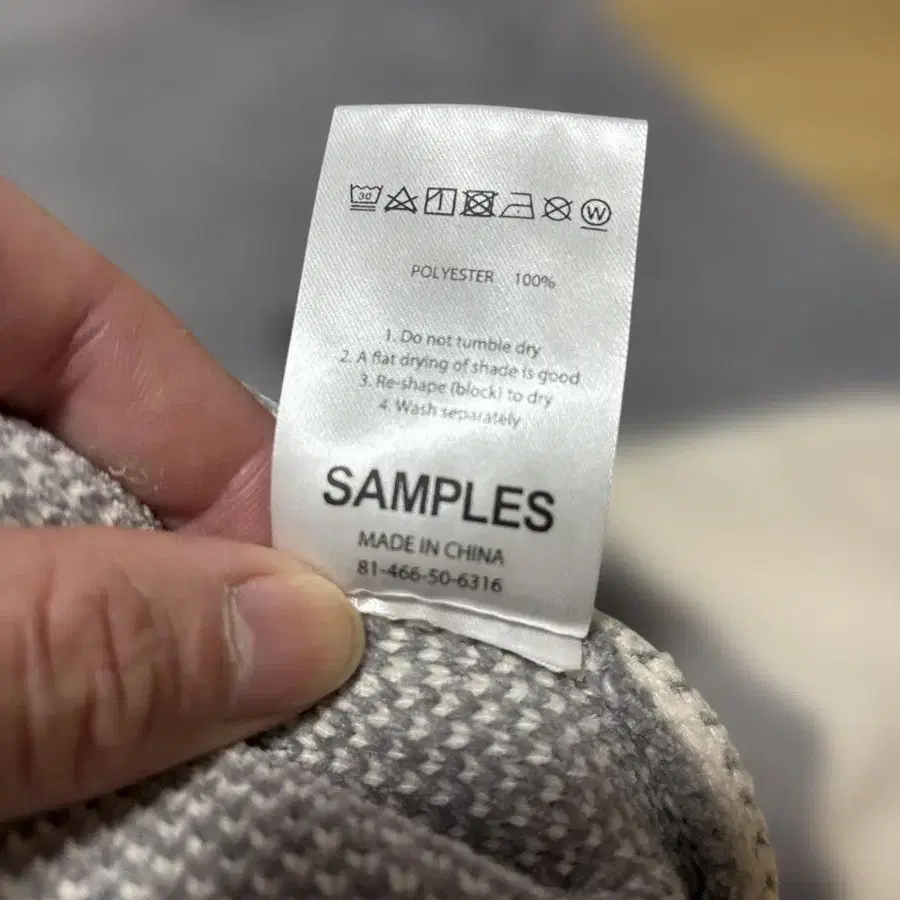 30 W
POLYESTER 100%
1. Do not tumble dry
2. A flat drying of shade is good
3. Re-shape (block) to dry
4. Wash separately
SAMPLES
MADE IN CHINA
81-466-50-6316